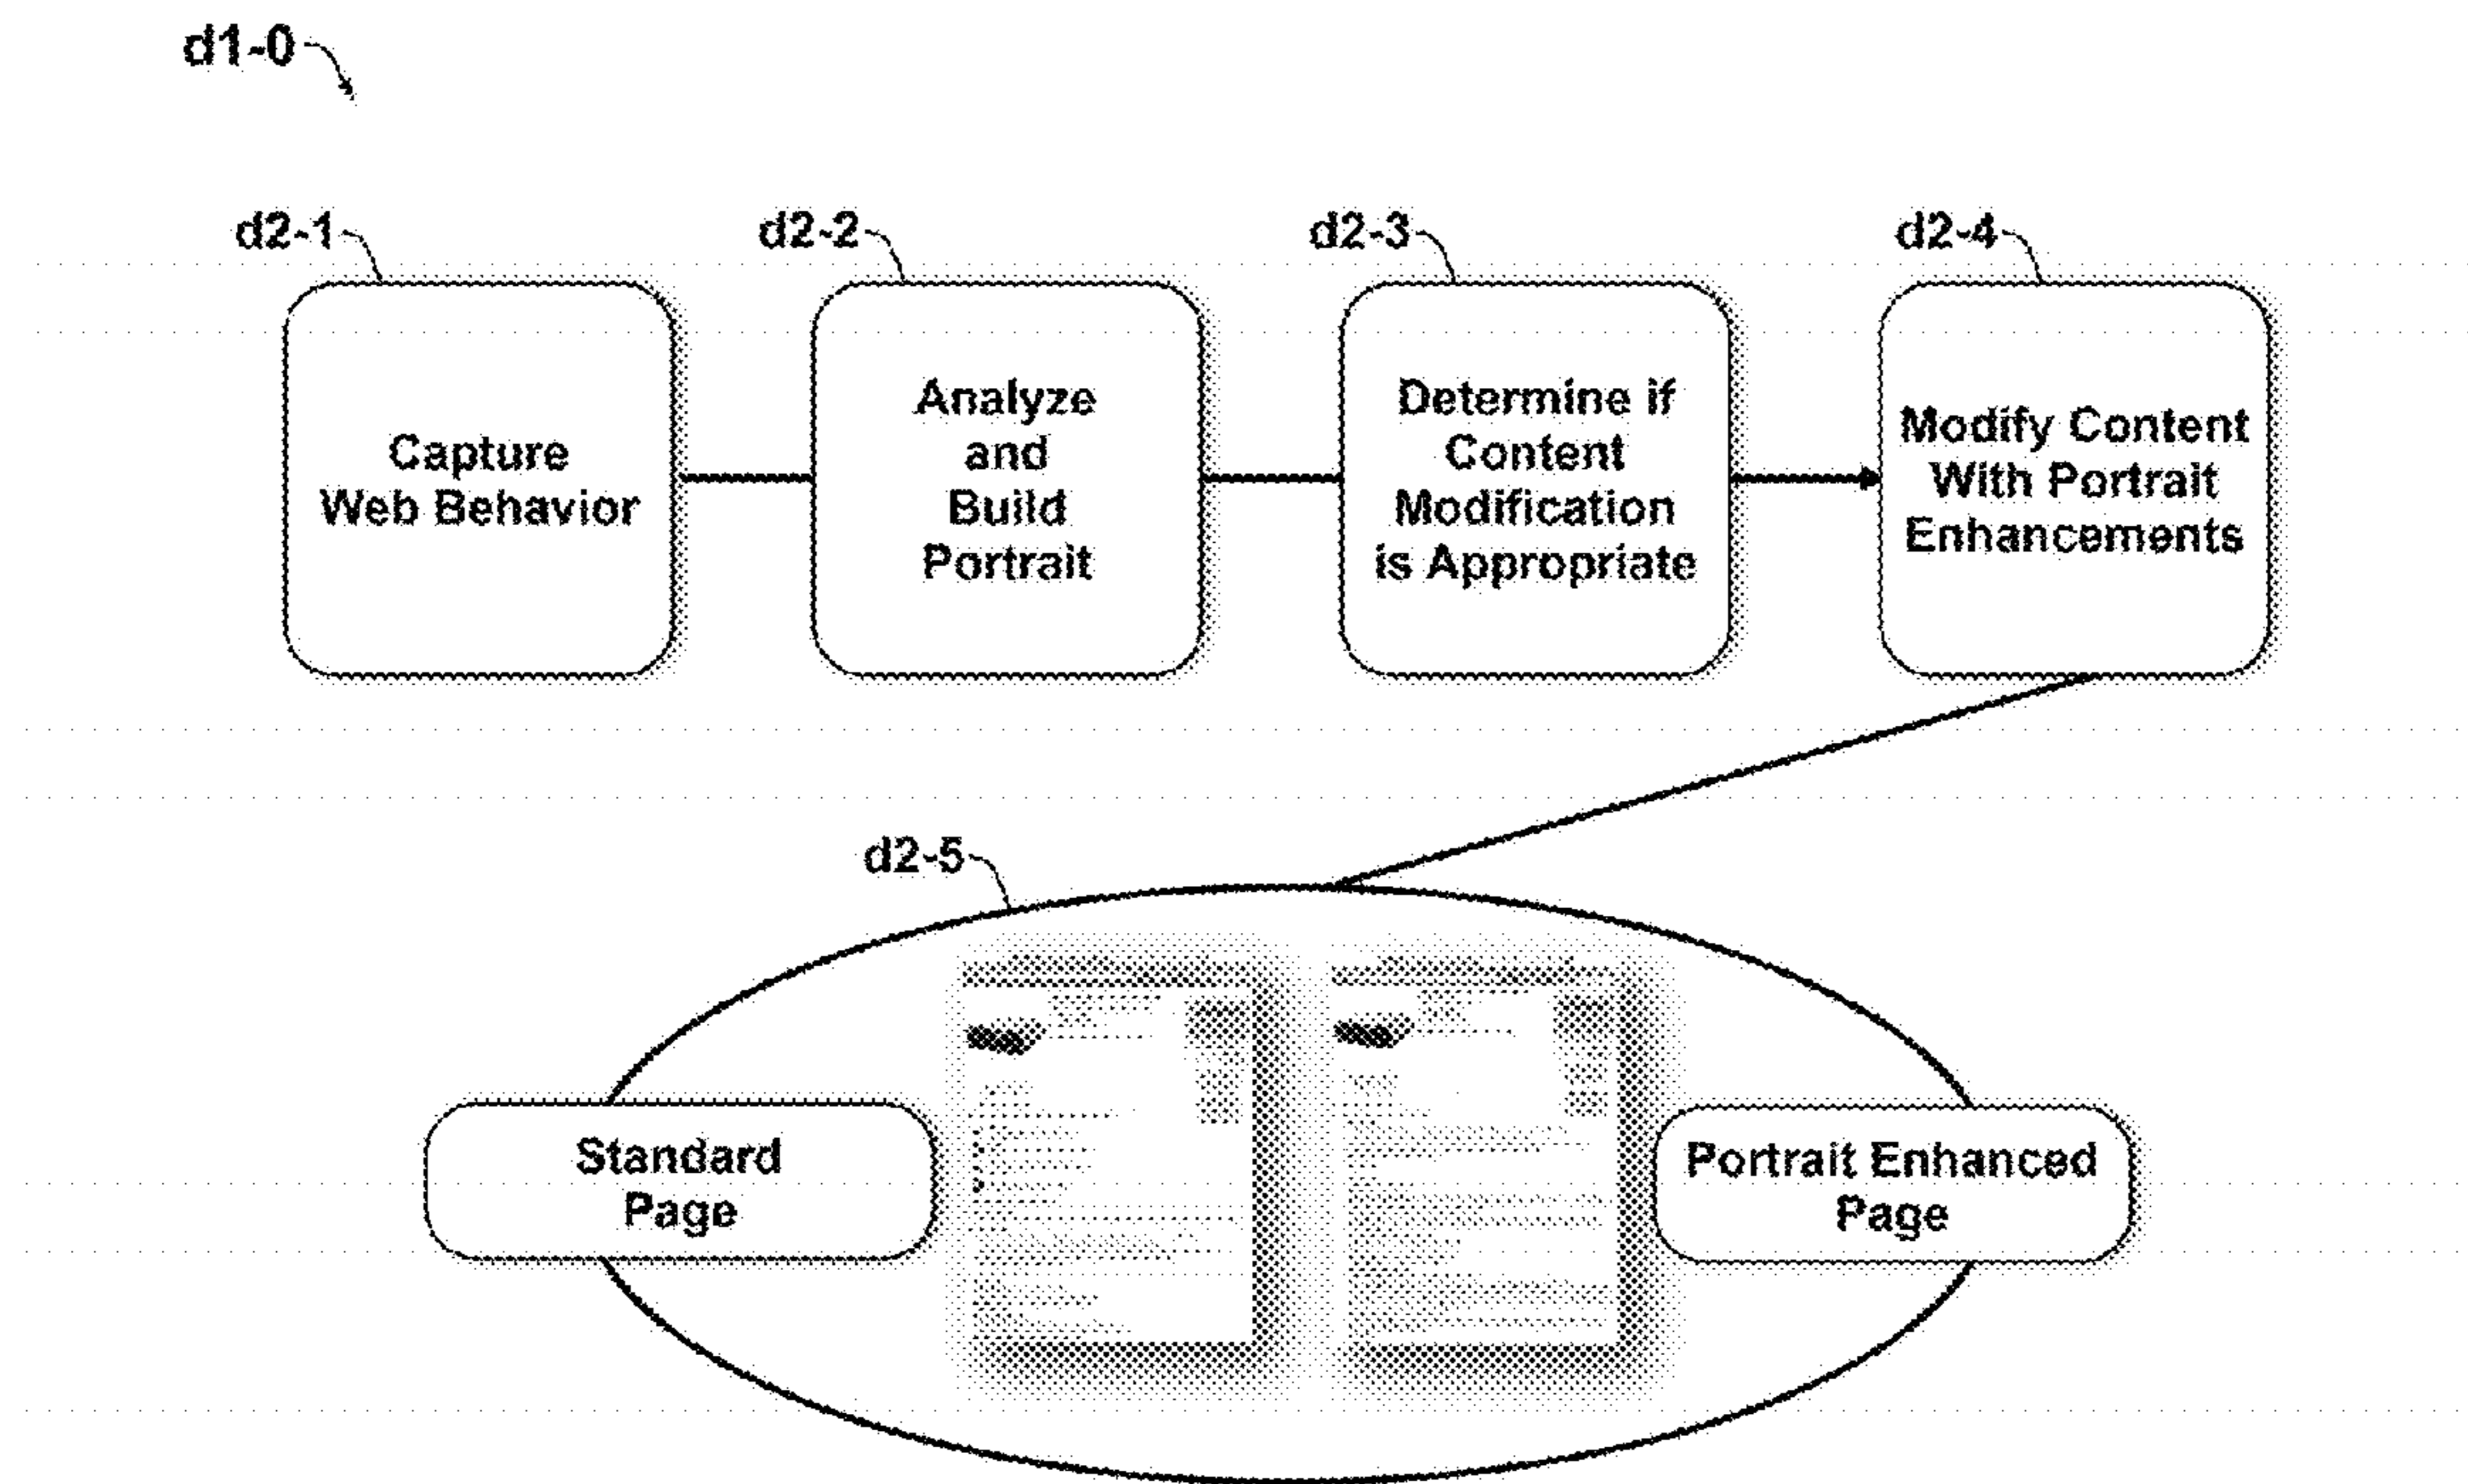 d1-0
d2-1
d2-2
d2-3
d2-4
Capture
Web Behavior
Analyze
and
Build
Portrait
Determine if
Content
Modification
is Appropriate
Modify Content
With Portrait
Enhancements
d2-5
Standard
Page
Portrait Enhanced
Page